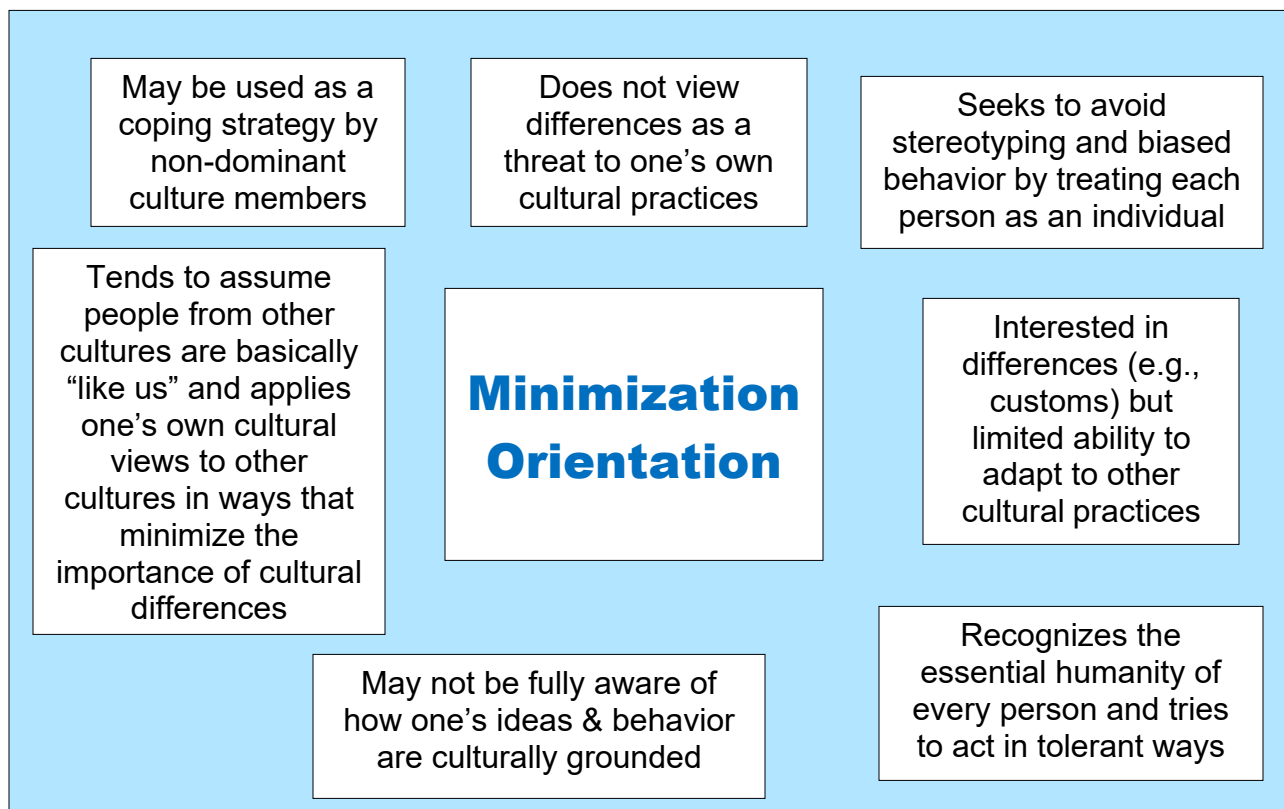 May be used as a
coping strategy by
non-dominant
culture members
Does not view
differences as a
threat to one’s own
cultural practices
Seeks to avoid
stereotyping and biased
behavior by treating each
person as an individual
Tends to assume
people from other
cultures are basically
“like us” and applies
one’s own cultural
views to other
cultures in ways that
minimize the
importance of cultural
differences
Minimization
Orientation
Interested in
differences (e.g.,
customs) but
limited ability to
adapt to other
cultural practices
May not be fully aware of
how one’s ideas & behavior
are culturally grounded
Recognizes the
essential humanity of
every person and tries
to act in tolerant ways